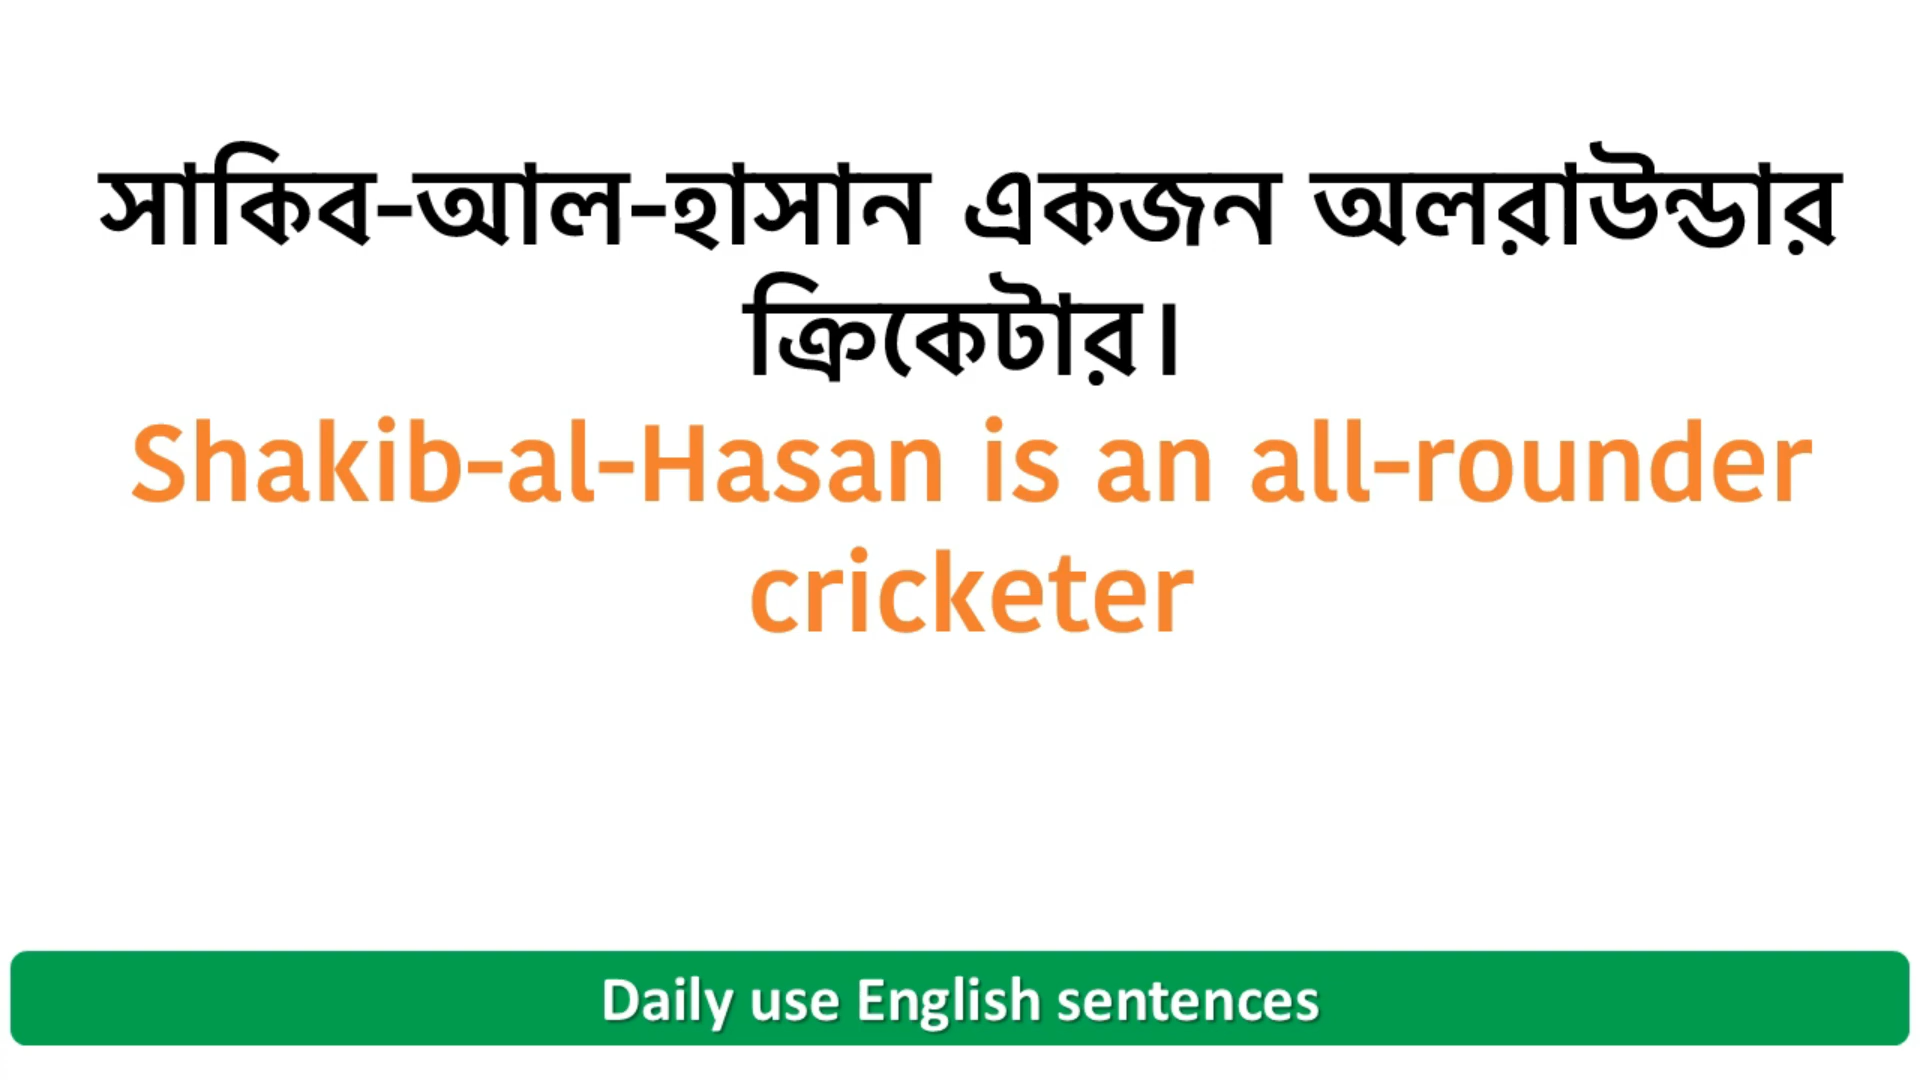 সাকিব-আল-হাসান একজন অলরাউন্ডার
ক্রিকেটার।
Shakib-al-Hasan is an all-rounder
cricketer
Daily use English sentences